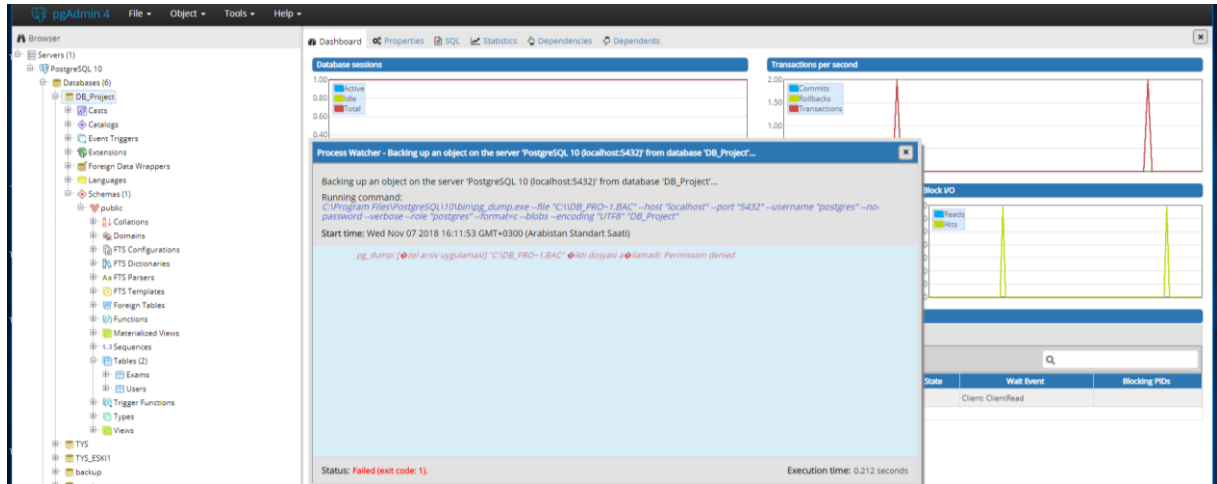 pgAdmin 4 File Object Tools Help
Browser
Servers (1)
PostgreSQL 10
Databases (6)
DB_Project
Casts
Catalogs
Event Triggers
Extensions
Foreign Data Wrappers
Languages
Schemas (1)
public
Collations
Domains
FTS Configurations
FTS Dictionaries
FTS Parsers
FTS Templates
Foreign Tables
Functions
Materialized Views
1..3 Sequences
Tables (2)
Exams
Users
Trigger Functions
Types
Views
TYS
TYS_ESKI1
backup
Dashboard Properties SQL Statistics Dependencies Dependents
Database sessions
1.00
0.80
0.60
0.40
Active
Idle
Total
Transactions per second
2.00
1.50
1.00
Commits
Rollbacks
Transactions
Process Watcher - Backing up an object on the server 'PostgreSQL 10 (localhost:5432)' from database 'DB_Project'...
Backing up an object on the server 'PostgreSQL 10 (localhost:5432)' from database 'DB_Project'...
Running command:
C:\Program Files\PostgreSQL\10\bin\pg_dump.exe --file "C:\\DB_PRO~1.BAC" --host "localhost" --port "5432" --username "postgres" --no-
password --verbose --role "postgres" --format=c --blobs --encoding "UTF8" "DB_Project"
Start time: Wed Nov 07 2018 16:11:53 GMT+0300 (Arabistan Standart Saati)
pg_dump: [�zel arsiv uygulamasi] "C:\DB_PRO~1.BAC" �ikti dosyasi a�ilamadi: Permission denied
Status: Failed (exit code: 1).
Execution time: 0.212 seconds
Block I/O
Reads
Hits
State Wait Event Blocking PIDs
Client: ClientRead